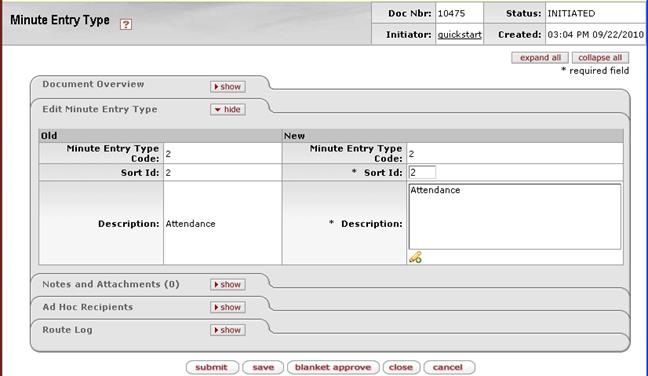 Minute Entry Type ?
Doc Nbr: 10475 Status: INITIATED
Initiator: quickstart Created: 03:04 PM 09/22/2010
expand all collapse all
* required field
Document Overview show
Edit Minute Entry Type hide
Old New
Minute Entry Type Code: 2 Minute Entry Type Code: 2
Sort Id: 2 * Sort Id: 2
Description: Attendance * Description: Attendance
Notes and Attachments (0) show
Ad Hoc Recipients show
Route Log show
submit save blanket approve close cancel